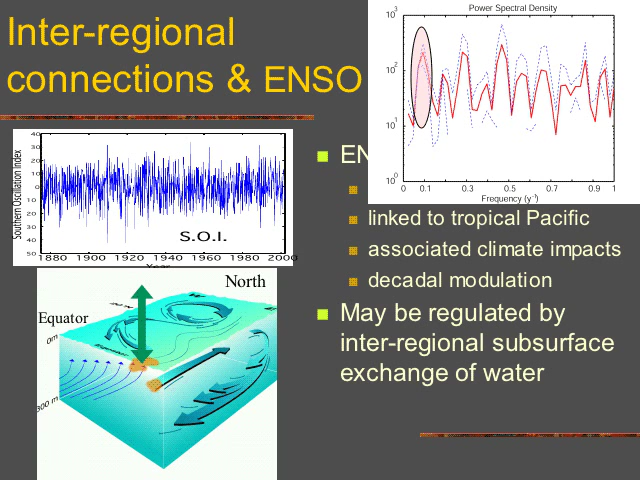 Inter-regional
connections & ENSO
Power Spectral Density
10³
10²
10¹
10⁰
0 0.1 0.3 0.5 0.7 0.9 1
Frequency (y⁻¹)
Southern Oscillation Index
40
30
20
10
0
10
20
30
40
50
S.O.I.
1880 1900 1920 1940 1960 1980 2000
Year
EN
linked to tropical Pacific
associated climate impacts
decadal modulation
May be regulated by
inter-regional subsurface
exchange of water
North
Equator
0m
300 m